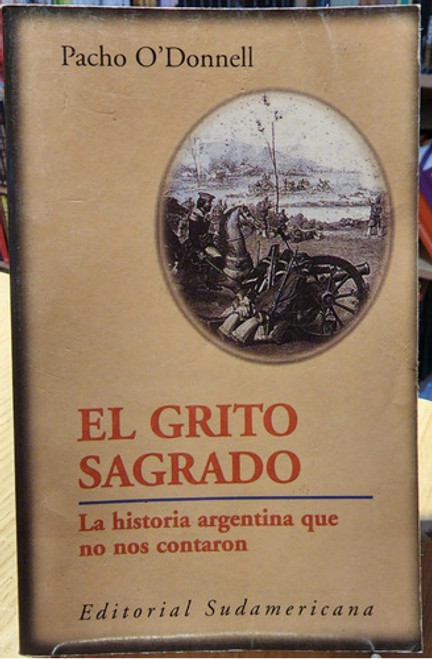 Pacho O'Donnell
EL GRITO
SAGRADO
La historia argentina que
no nos contaron
Editorial Sudamericana